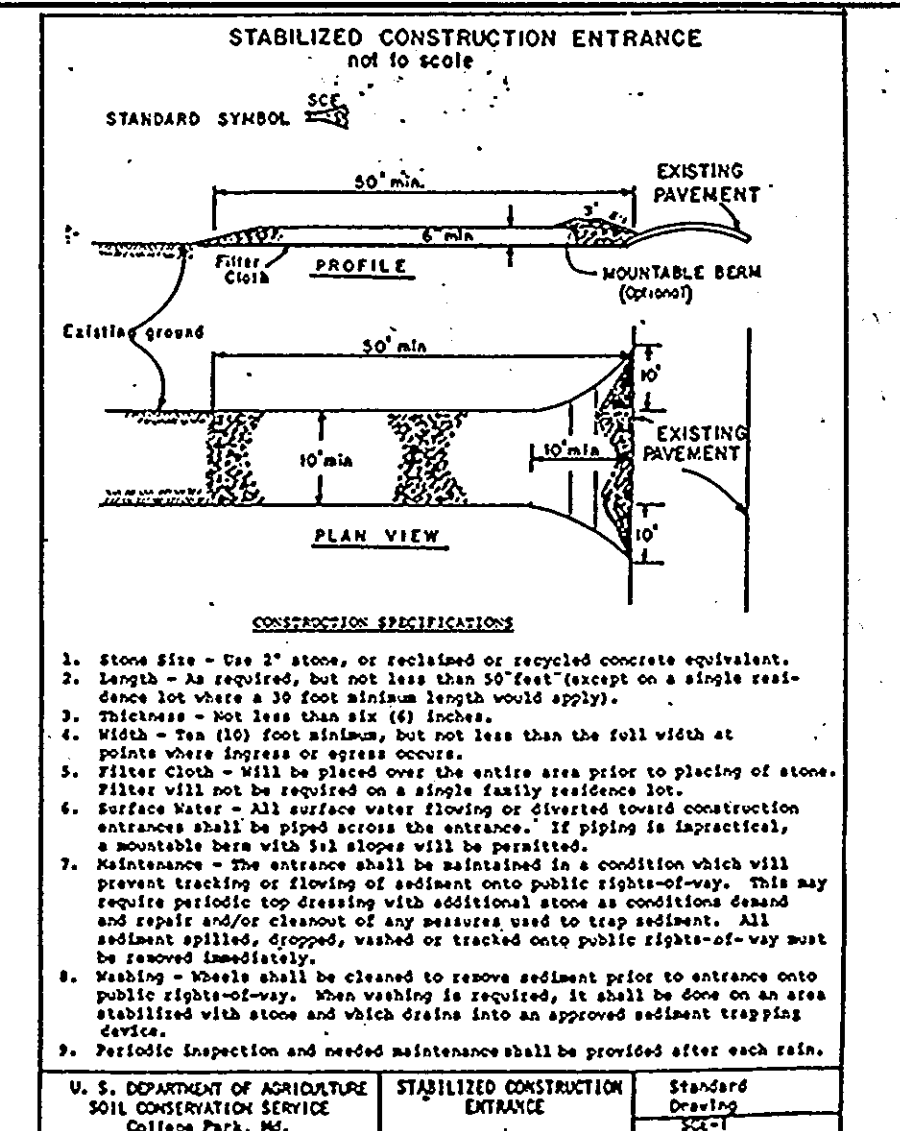 STABILIZED CONSTRUCTION ENTRANCE
not to scale
SCE
STANDARD SYMBOL
50' min.
EXISTING
PAVEMENT
3"
6" min
Filter
Cloth
PROFILE
MOUNTABLE BERM
(Optional)
Existing ground
50' min
10'
10' min
10' min
EXISTING
PAVEMENT
10'
PLAN VIEW
CONSTRUCTION SPECIFICATIONS
1. Stone Size - Use 2" stone, or reclaimed or recycled concrete equivalent.
2. Length - As required, but not less than 50 feet (except on a single resi-
dence lot where a 30 foot minimum length would apply).
3. Thickness - Not less than six (6) inches.
4. Width - Ten (10) foot minimum, but not less than the full width at
points where ingress or egress occurs.
5. Filter Cloth - Will be placed over the entire area prior to placing of stone.
Filter will not be required on a single family residence lot.
6. Surface Water - All surface water flowing or diverted toward construction
entrances shall be piped across the entrance. If piping is impractical,
a mountable berm with 5:1 slopes will be permitted.
7. Maintenance - The entrance shall be maintained in a condition which will
prevent tracking or flowing of sediment onto public rights-of-way. This may
require periodic top dressing with additional stone as conditions demand
and repair and/or cleanout of any measures used to trap sediment. All
sediment spilled, dropped, washed or tracked onto public rights-of-way must
be removed immediately.
8. Washing - Wheels shall be cleaned to remove sediment prior to entrance onto
public rights-of-way. When washing is required, it shall be done on an area
stabilized with stone and which drains into an approved sediment trapping
device.
9. Periodic inspection and needed maintenance shall be provided after each rain.
U. S. DEPARTMENT OF AGRICULTURE
SOIL CONSERVATION SERVICE
College Park, Md.
STABILIZED CONSTRUCTION
ENTRANCE
Standard
Drawing
SCE-1